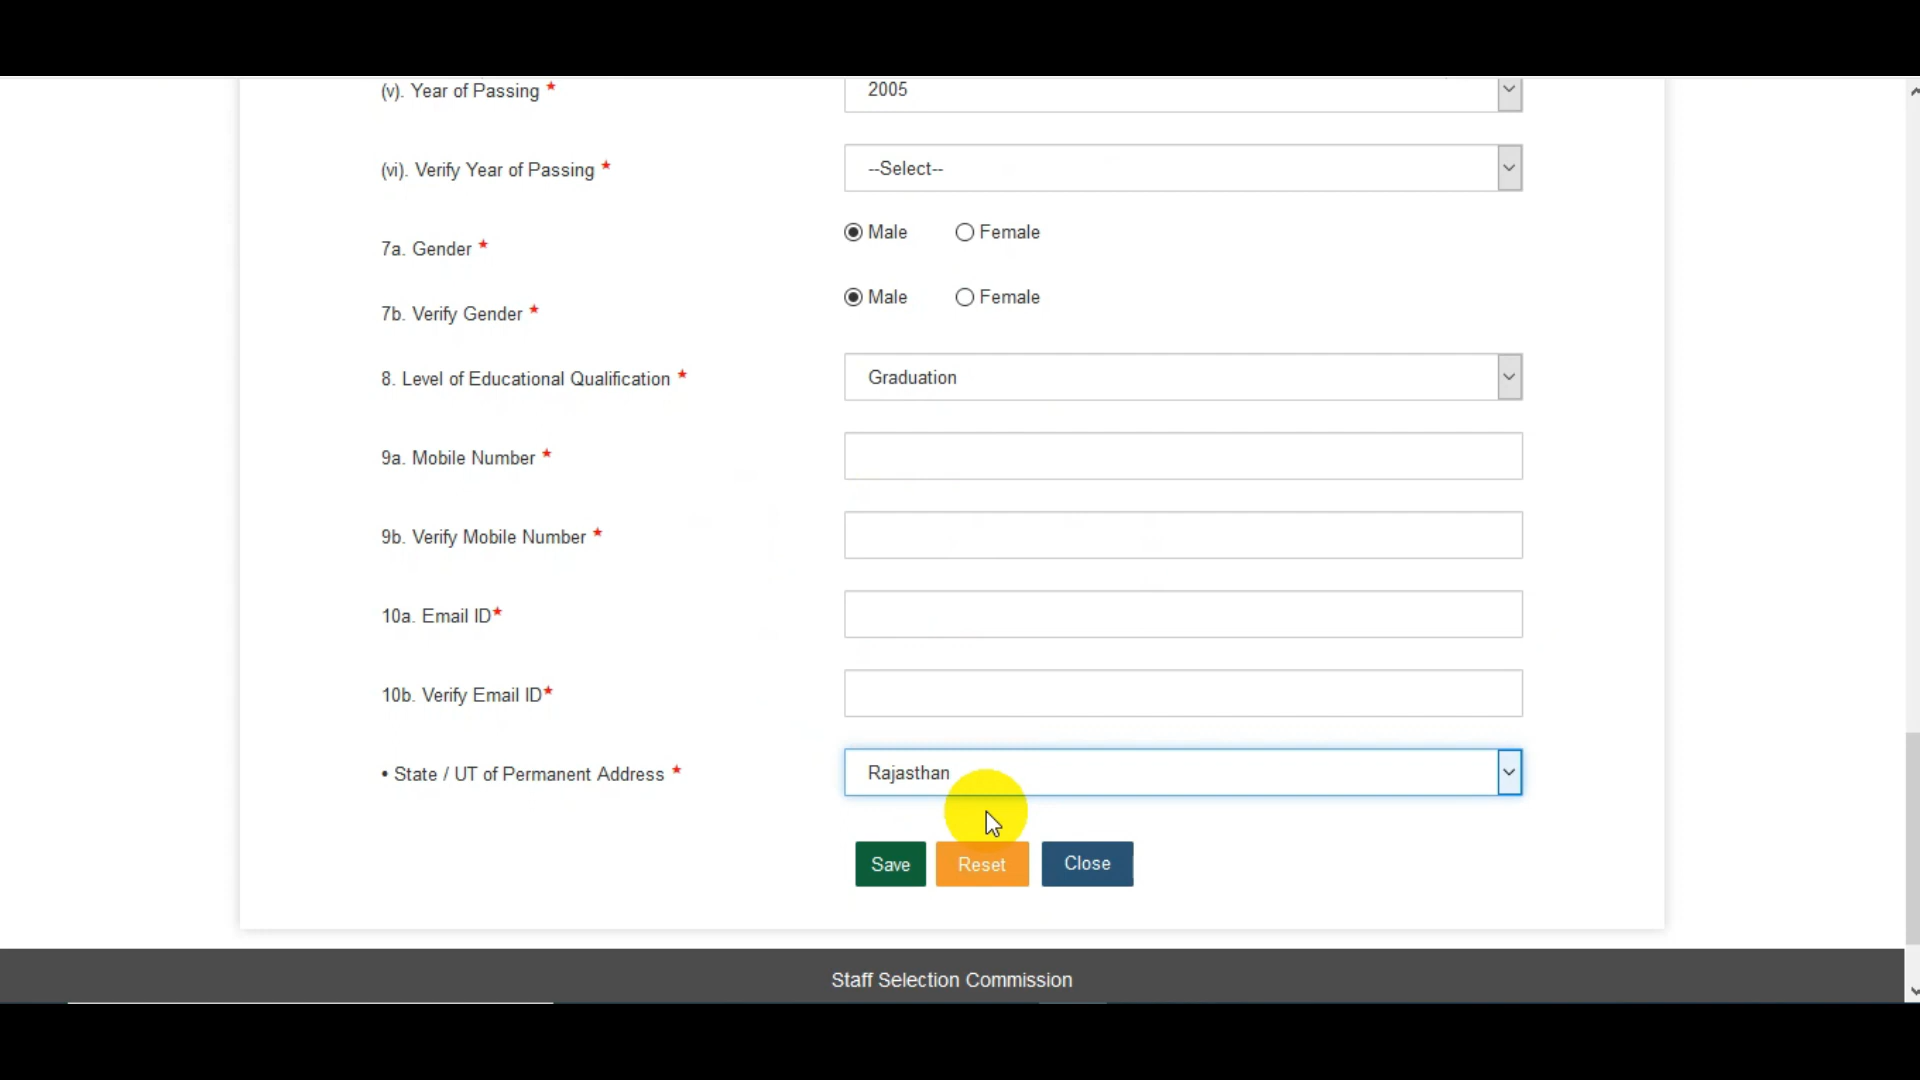 (v). Year of Passing *
2005
(vi). Verify Year of Passing *
--Select--
Male Female
7a. Gender *
Male Female
7b. Verify Gender *
8. Level of Educational Qualification *
Graduation
9a. Mobile Number *
9b. Verify Mobile Number *
10a. Email ID*
10b. Verify Email ID*
• State / UT of Permanent Address *
Rajasthan
Save Reset Close
Staff Selection Commission